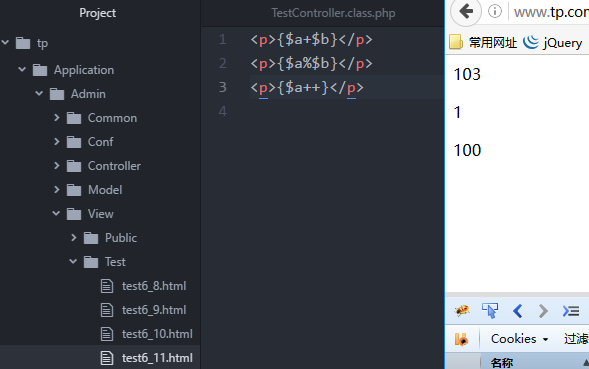 Project
tp
Application
Admin
Common
Conf
Controller
Model
View
Public
Test
test6_8.html
test6_9.html
test6_10.html
test6_11.html
TestController.class.php
1 <p>{$a+$b}</p>
2 <p>{$a%$b}</p>
3 <p>{$a++}</p>
4
www.tp.con
常用网址 jQuery
103
1
100
Cookies 过滤
名称